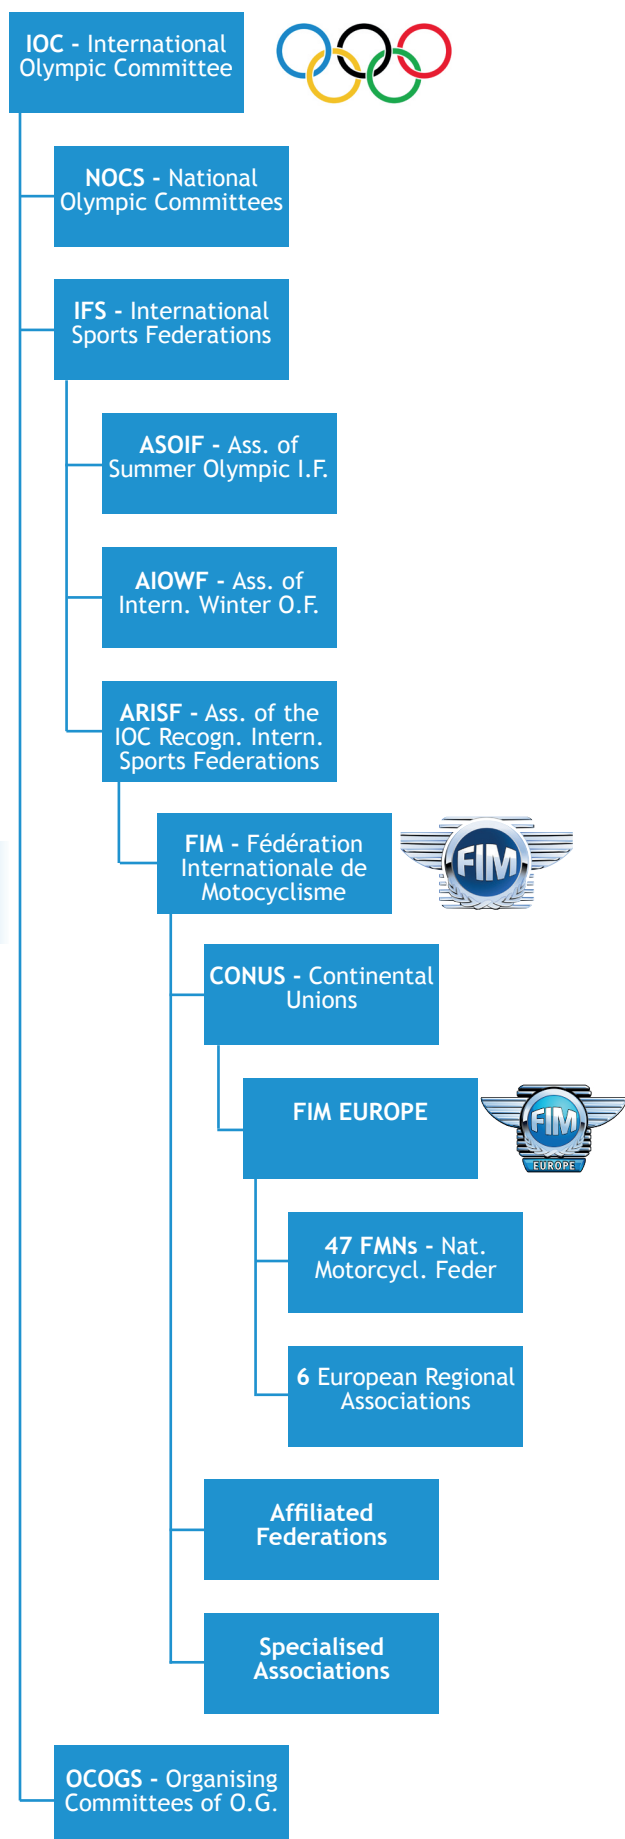 IOC - International
Olympic Committee
NOCS - National
Olympic Committees
IFS - International
Sports Federations
ASOIF - Ass. of
Summer Olympic I.F.
AIOWF - Ass. of
Intern. Winter O.F.
ARISF - Ass. of the
IOC Recogn. Intern.
Sports Federations
FIM - Fédération
Internationale de
Motocyclisme
FIM
CONUS - Continental
Unions
FIM EUROPE
FIM
EUROPE
47 FMNs - Nat.
Motorcycl. Feder
6 European Regional
Associations
Affiliated
Federations
Specialised
Associations
OCOGS - Organising
Committees of O.G.